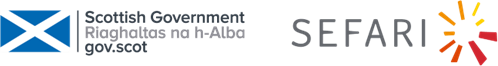 Scottish Government
Riaghaltas na h-Alba
gov.scot
SEFARI